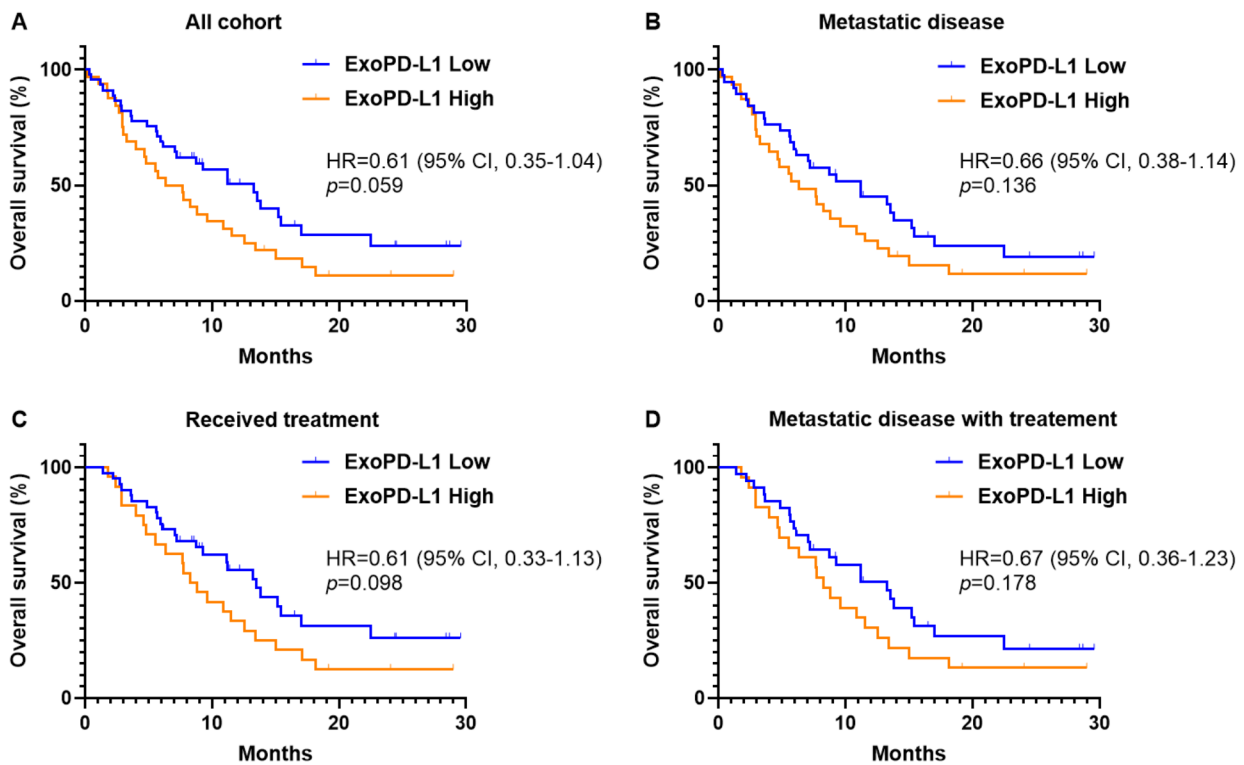 A
All cohort
Overall survival (%)
100
50
0
0 10 20 30
Months
ExoPD-L1 Low
ExoPD-L1 High
HR=0.61 (95% CI, 0.35-1.04)
p=0.059
B
Metastatic disease
Overall survival (%)
100
50
0
0 10 20 30
Months
ExoPD-L1 Low
ExoPD-L1 High
HR=0.66 (95% CI, 0.38-1.14)
p=0.136
C
Received treatment
Overall survival (%)
100
50
0
0 10 20 30
Months
ExoPD-L1 Low
ExoPD-L1 High
HR=0.61 (95% CI, 0.33-1.13)
p=0.098
D
Metastatic disease with treatement
Overall survival (%)
100
50
0
0 10 20 30
Months
ExoPD-L1 Low
ExoPD-L1 High
HR=0.67 (95% CI, 0.36-1.23)
p=0.178